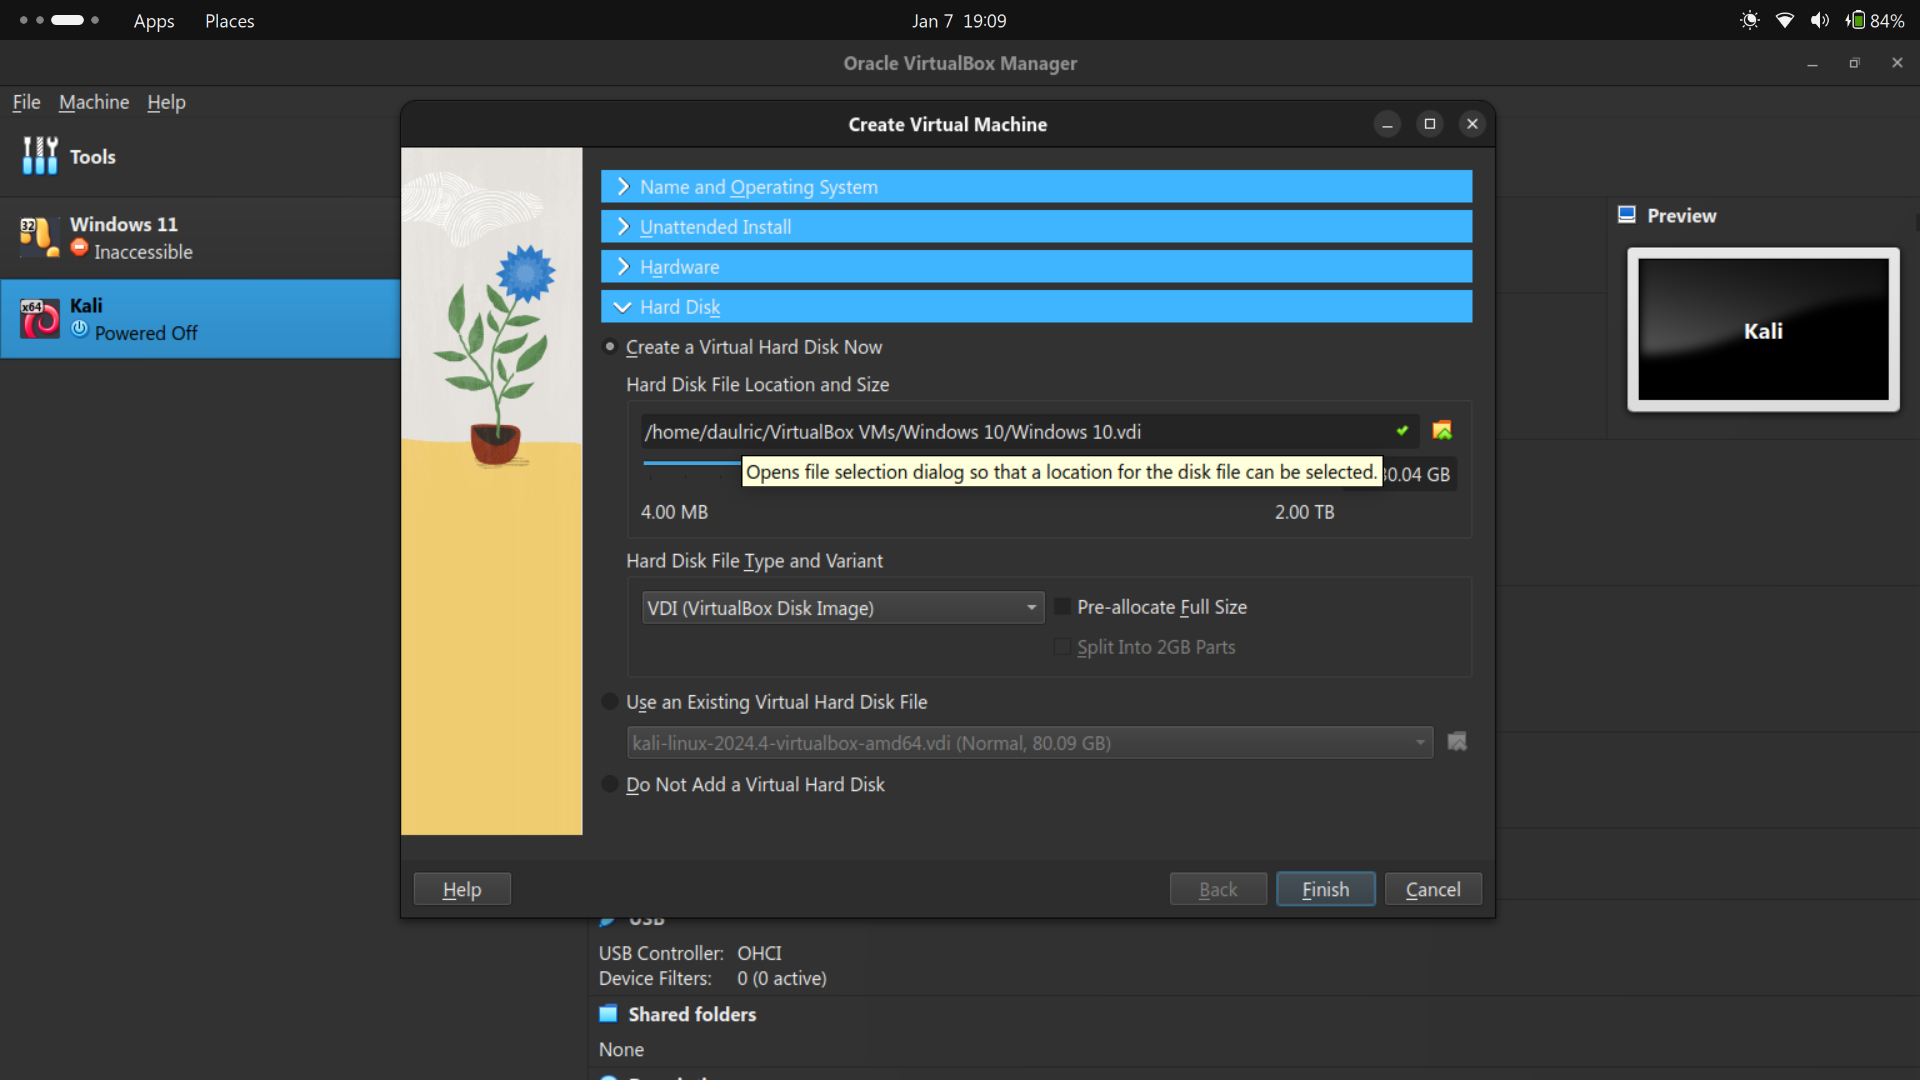 Apps Places Jan 7 19:09 84%
Oracle VirtualBox Manager
File Machine Help
Create Virtual Machine
Tools
Name and Operating System
Unattended Install
Hardware
Hard Disk
32 Windows 11
Inaccessible
x64 Kali
Powered Off
Preview
Kali
Create a Virtual Hard Disk Now
Hard Disk File Location and Size
/home/daulric/VirtualBox VMs/Windows 10/Windows 10.vdi
Opens file selection dialog so that a location for the disk file can be selected.
0.04 GB
4.00 MB 2.00 TB
Hard Disk File Type and Variant
VDI (VirtualBox Disk Image) Pre-allocate Full Size
Split Into 2GB Parts
Use an Existing Virtual Hard Disk File
kali-linux-2024.4-virtualbox-amd64.vdi (Normal, 80.09 GB)
Do Not Add a Virtual Hard Disk
Help Back Finish Cancel
USB
USB Controller: OHCI
Device Filters: 0 (0 active)
Shared folders
None